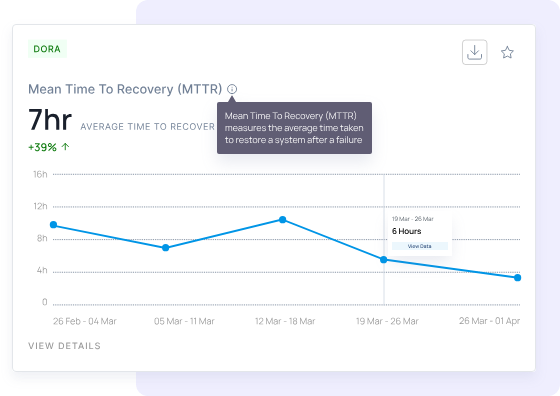 DORA
Mean Time To Recovery (MTTR)
7hr AVERAGE TIME TO RECOVER
Mean Time To Recovery (MTTR)
measures the average time taken
to restore a system after a failure
+39%
16h
12h
8h
4h
0
19 Mar - 26 Mar
6 Hours
View Data
26 Feb - 04 Mar 05 Mar - 11 Mar 12 Mar - 18 Mar 19 Mar - 26 Mar 26 Mar - 01 Apr
VIEW DETAILS